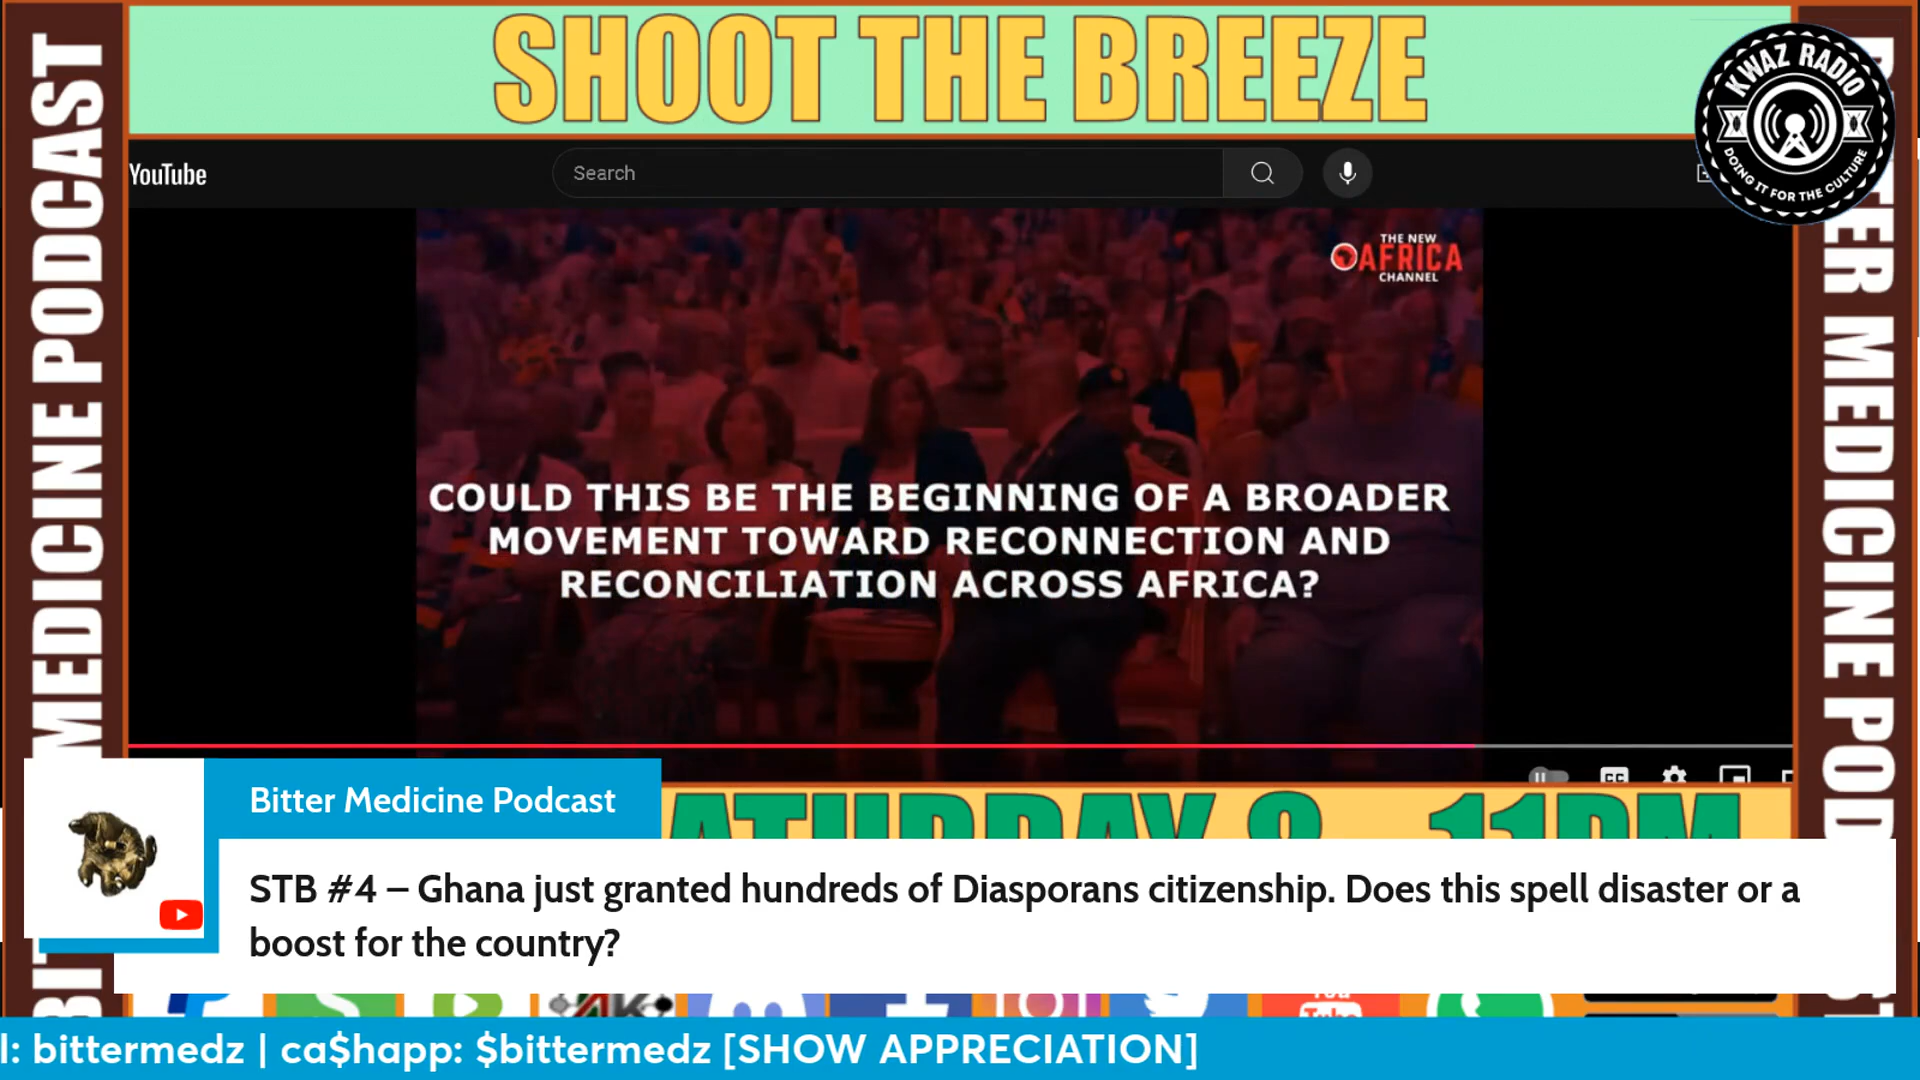 SHOOT THE BREEZE
KWAZ RADIO
DOING IT FOR THE CULTURE
MEDICINE PODCAST
YouTube
Search
THE NEW
AFRICA
CHANNEL
COULD THIS BE THE BEGINNING OF A BROADER
MOVEMENT TOWARD RECONNECTION AND
RECONCILIATION ACROSS AFRICA?
MEDICINE
CC
Bitter Medicine Podcast
STB #4 – Ghana just granted hundreds of Diasporans citizenship. Does this spell disaster or a
boost for the country?
l: bittermedz | ca$happ: $bittermedz [SHOW APPRECIATION]